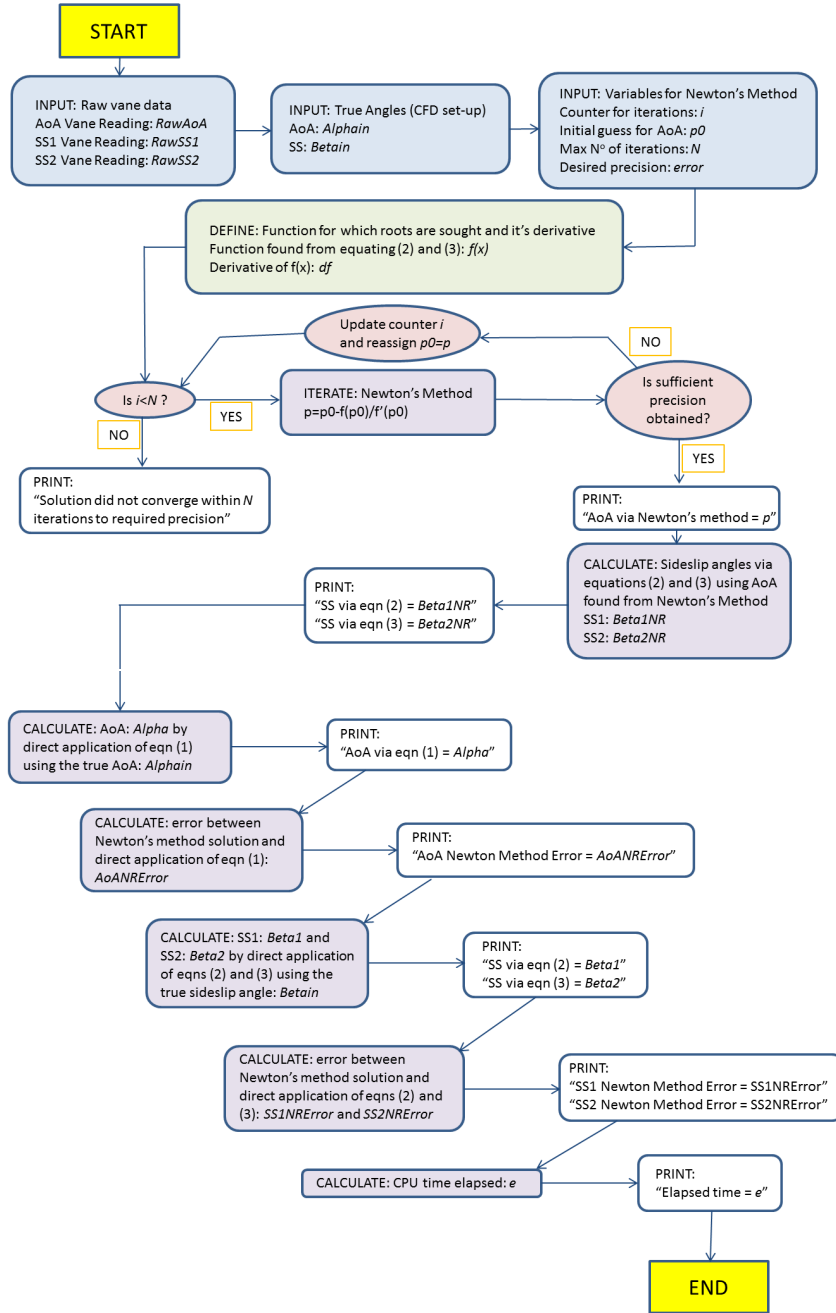 START
INPUT: Raw vane data
AoA Vane Reading: RawAoA
SS1 Vane Reading: RawSS1
SS2 Vane Reading: RawSS2
INPUT: True Angles (CFD set-up)
AoA: Alphain
SS: Betain
INPUT: Variables for Newton's Method
Counter for iterations: i
Initial guess for AoA: p0
Max Nº of iterations: N
Desired precision: error
DEFINE: Function for which roots are sought and it's derivative
Function found from equating (2) and (3): f(x)
Derivative of f(x): df
Update counter i
and reassign p0=p
NO
Is i<N ?
YES
ITERATE: Newton's Method
p=p0-f(p0)/f'(p0)
Is sufficient
precision
obtained?
NO
YES
PRINT:
"Solution did not converge within N
iterations to required precision"
PRINT:
"AoA via Newton's method = p"
CALCULATE: Sideslip angles via
equations (2) and (3) using AoA
found from Newton's Method
SS1: Beta1NR
SS2: Beta2NR
PRINT:
"SS via eqn (2) = Beta1NR"
"SS via eqn (3) = Beta2NR"
CALCULATE: AoA: Alpha by
direct application of eqn (1)
using the true AoA: Alphain
PRINT:
"AoA via eqn (1) = Alpha"
CALCULATE: error between
Newton's method solution and
direct application of eqn (1):
AoANRError
PRINT:
"AoA Newton Method Error = AoANRError"
CALCULATE: SS1: Beta1 and
SS2: Beta2 by direct application
of eqns (2) and (3) using the
true sideslip angle: Betain
PRINT:
"SS via eqn (2) = Beta1"
"SS via eqn (3) = Beta2"
CALCULATE: error between
Newton's method solution and
direct application of eqns (2) and
(3): SS1NRError and SS2NRError
PRINT:
"SS1 Newton Method Error = SS1NRError"
"SS2 Newton Method Error = SS2NRError"
CALCULATE: CPU time elapsed: e
PRINT:
"Elapsed time = e"
END